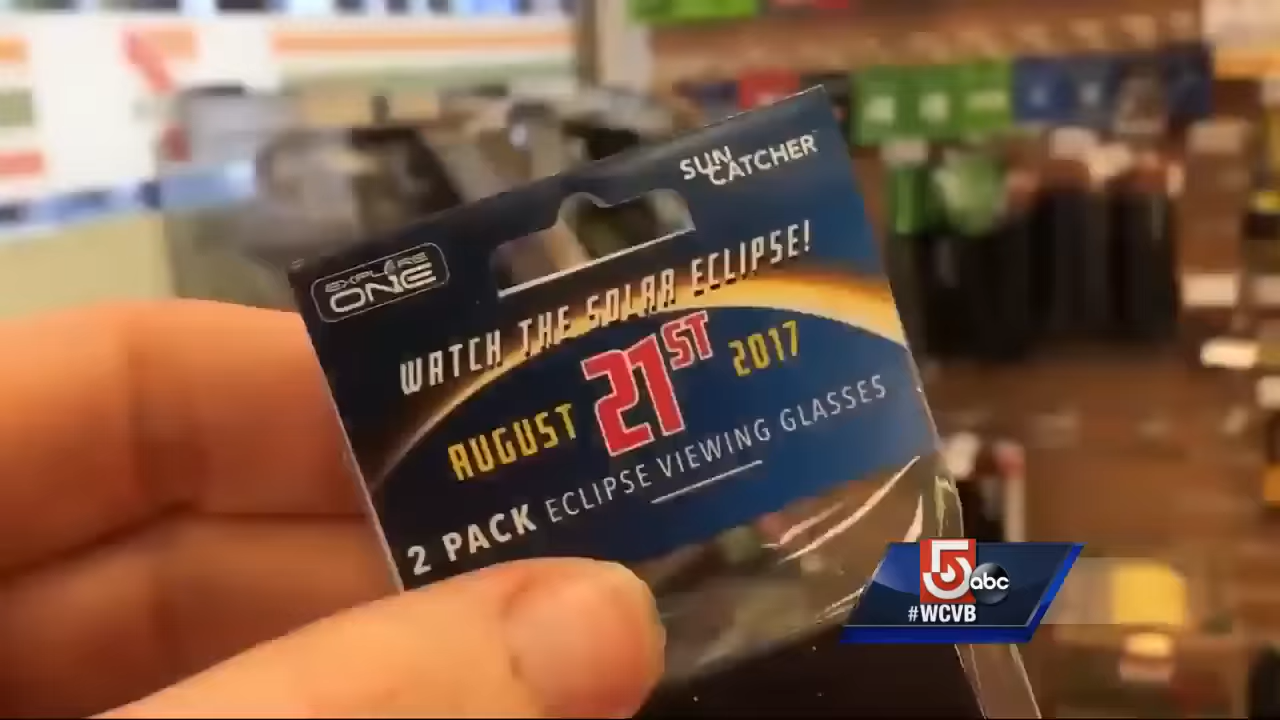 SUN CATCHER
EXPLORE ONE
WATCH THE SOLAR ECLIPSE!
AUGUST 21ST 2017
2 PACK ECLIPSE VIEWING GLASSES
5 abc
#WCVB